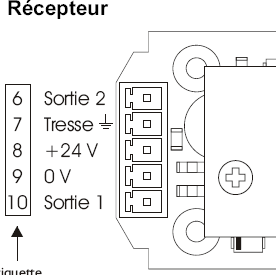 Récepteur
6 Sortie 2
7 Tresse
8 +24 V
9 0 V
10 Sortie 1